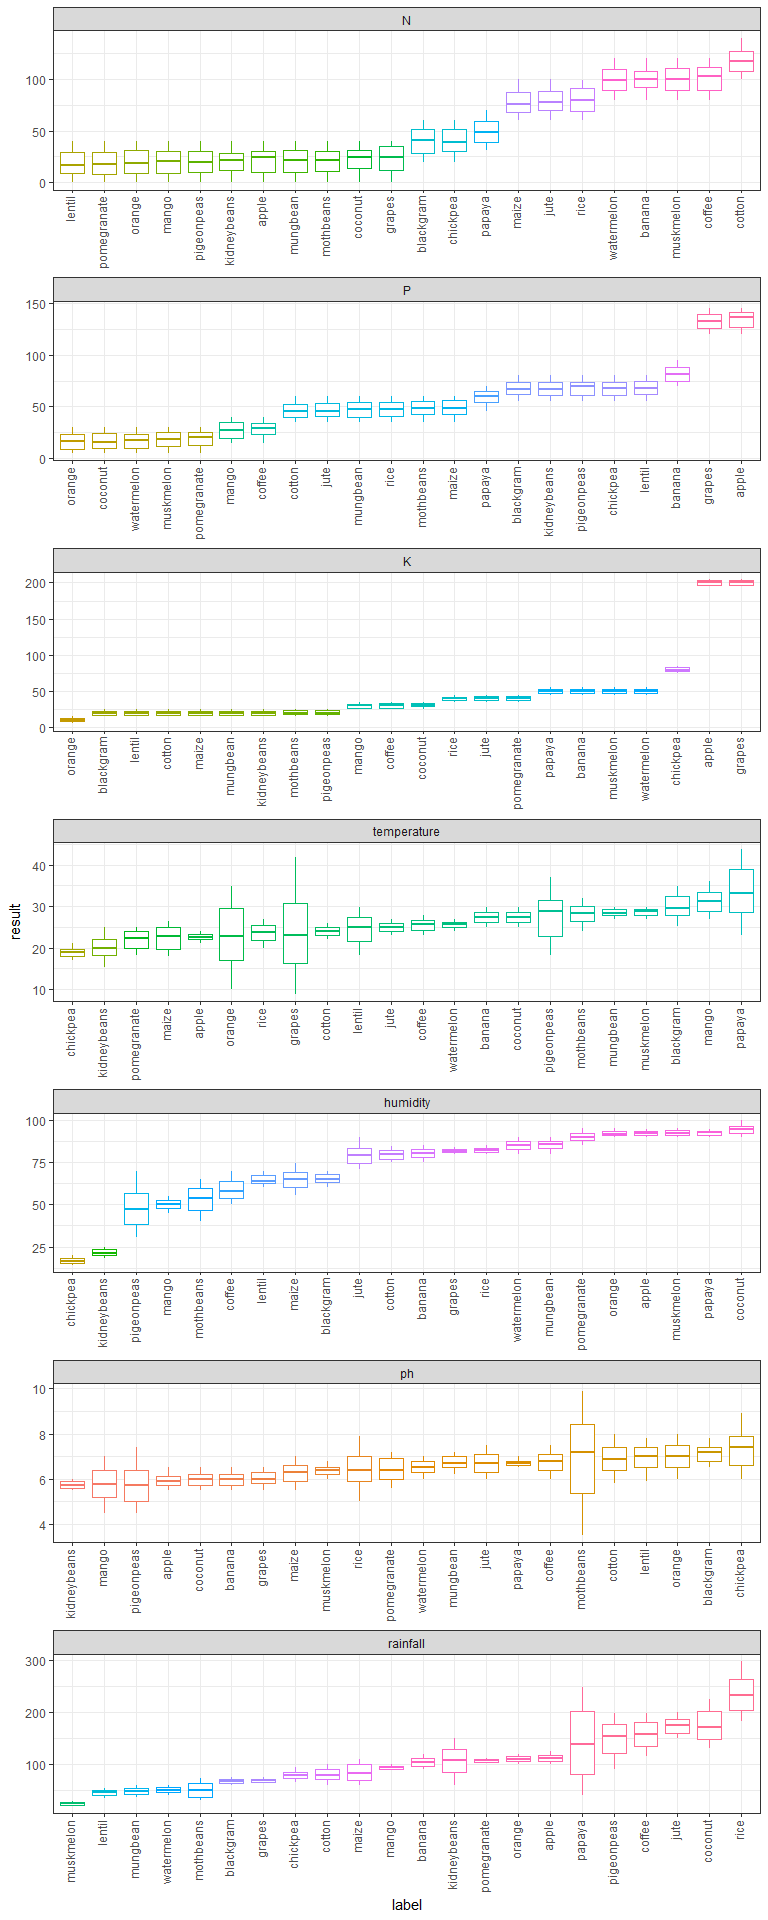 N
100
50
0
lentil pomegranate orange mango pigeonpeas kidneybeans apple mungbean mothbeans coconut grapes blackgram chickpea papaya maize jute rice watermelon banana muskmelon coffee cotton
P
150
100
50
0
orange coconut watermelon muskmelon pomegranate mango coffee cotton jute mungbean rice mothbeans maize papaya blackgram kidneybeans pigeonpeas chickpea lentil banana grapes apple
K
200
150
100
50
0
orange blackgram lentil cotton maize mungbean kidneybeans mothbeans pigeonpeas mango coffee coconut rice jute pomegranate papaya banana muskmelon watermelon chickpea apple grapes
temperature
40
30
20
10
chickpea kidneybeans pomegranate maize apple orange rice grapes cotton lentil jute coffee watermelon banana coconut pigeonpeas mothbeans mungbean muskmelon blackgram mango papaya
result
humidity
100
75
50
25
chickpea kidneybeans pigeonpeas mango mothbeans coffee lentil maize blackgram jute cotton banana grapes rice watermelon mungbean pomegranate orange apple muskmelon papaya coconut
ph
10
8
6
4
kidneybeans mango pigeonpeas apple coconut banana grapes maize muskmelon rice pomegranate watermelon mungbean jute papaya coffee mothbeans cotton lentil orange blackgram chickpea
rainfall
300
200
100
muskmelon lentil mungbean watermelon mothbeans blackgram grapes chickpea cotton maize mango banana kidneybeans pomegranate orange apple papaya pigeonpeas coffee jute coconut rice
label